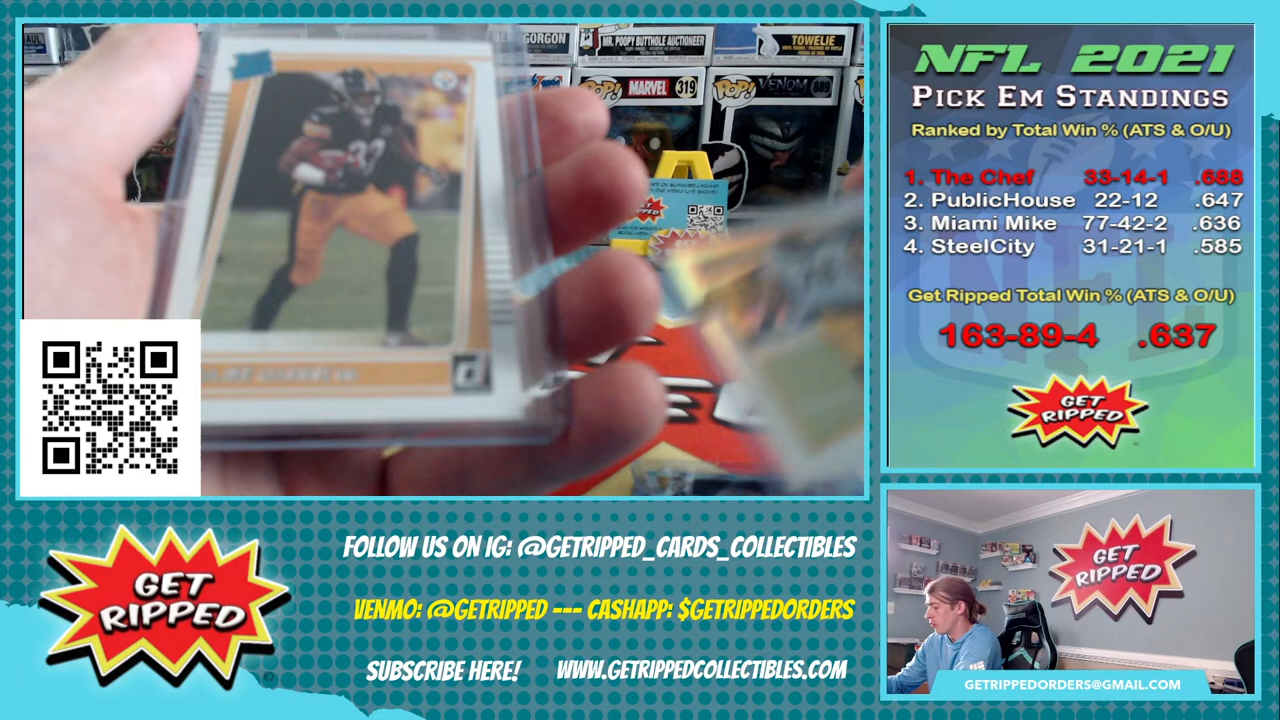 GORGON
MR. POOPY BUTTHOLE AUCTIONEER
TOWELIE
POP!
MARVEL
319
POP!
VENOM
889
NFL 2021
PICK EM STANDINGS
Ranked by Total Win % (ATS & O/U)
1. The Chef 33-14-1 .688
2. PublicHouse 22-12 .647
3. Miami Mike 77-42-2 .636
4. SteelCity 31-21-1 .585
Get Ripped Total Win % (ATS & O/U)
163-89-4 .637
GET RIPPED
GET
RIPPED
FOLLOW US ON IG: @GETRIPPED_CARDS_COLLECTIBLES
VENMO: @GETRIPPED --- CASHAPP: $GETRIPPEDORDERS
SUBSCRIBE HERE! WWW.GETRIPPEDCOLLECTIBLES.COM
GET
RIPPED
GETRIPPEDORDERS@GMAIL.COM